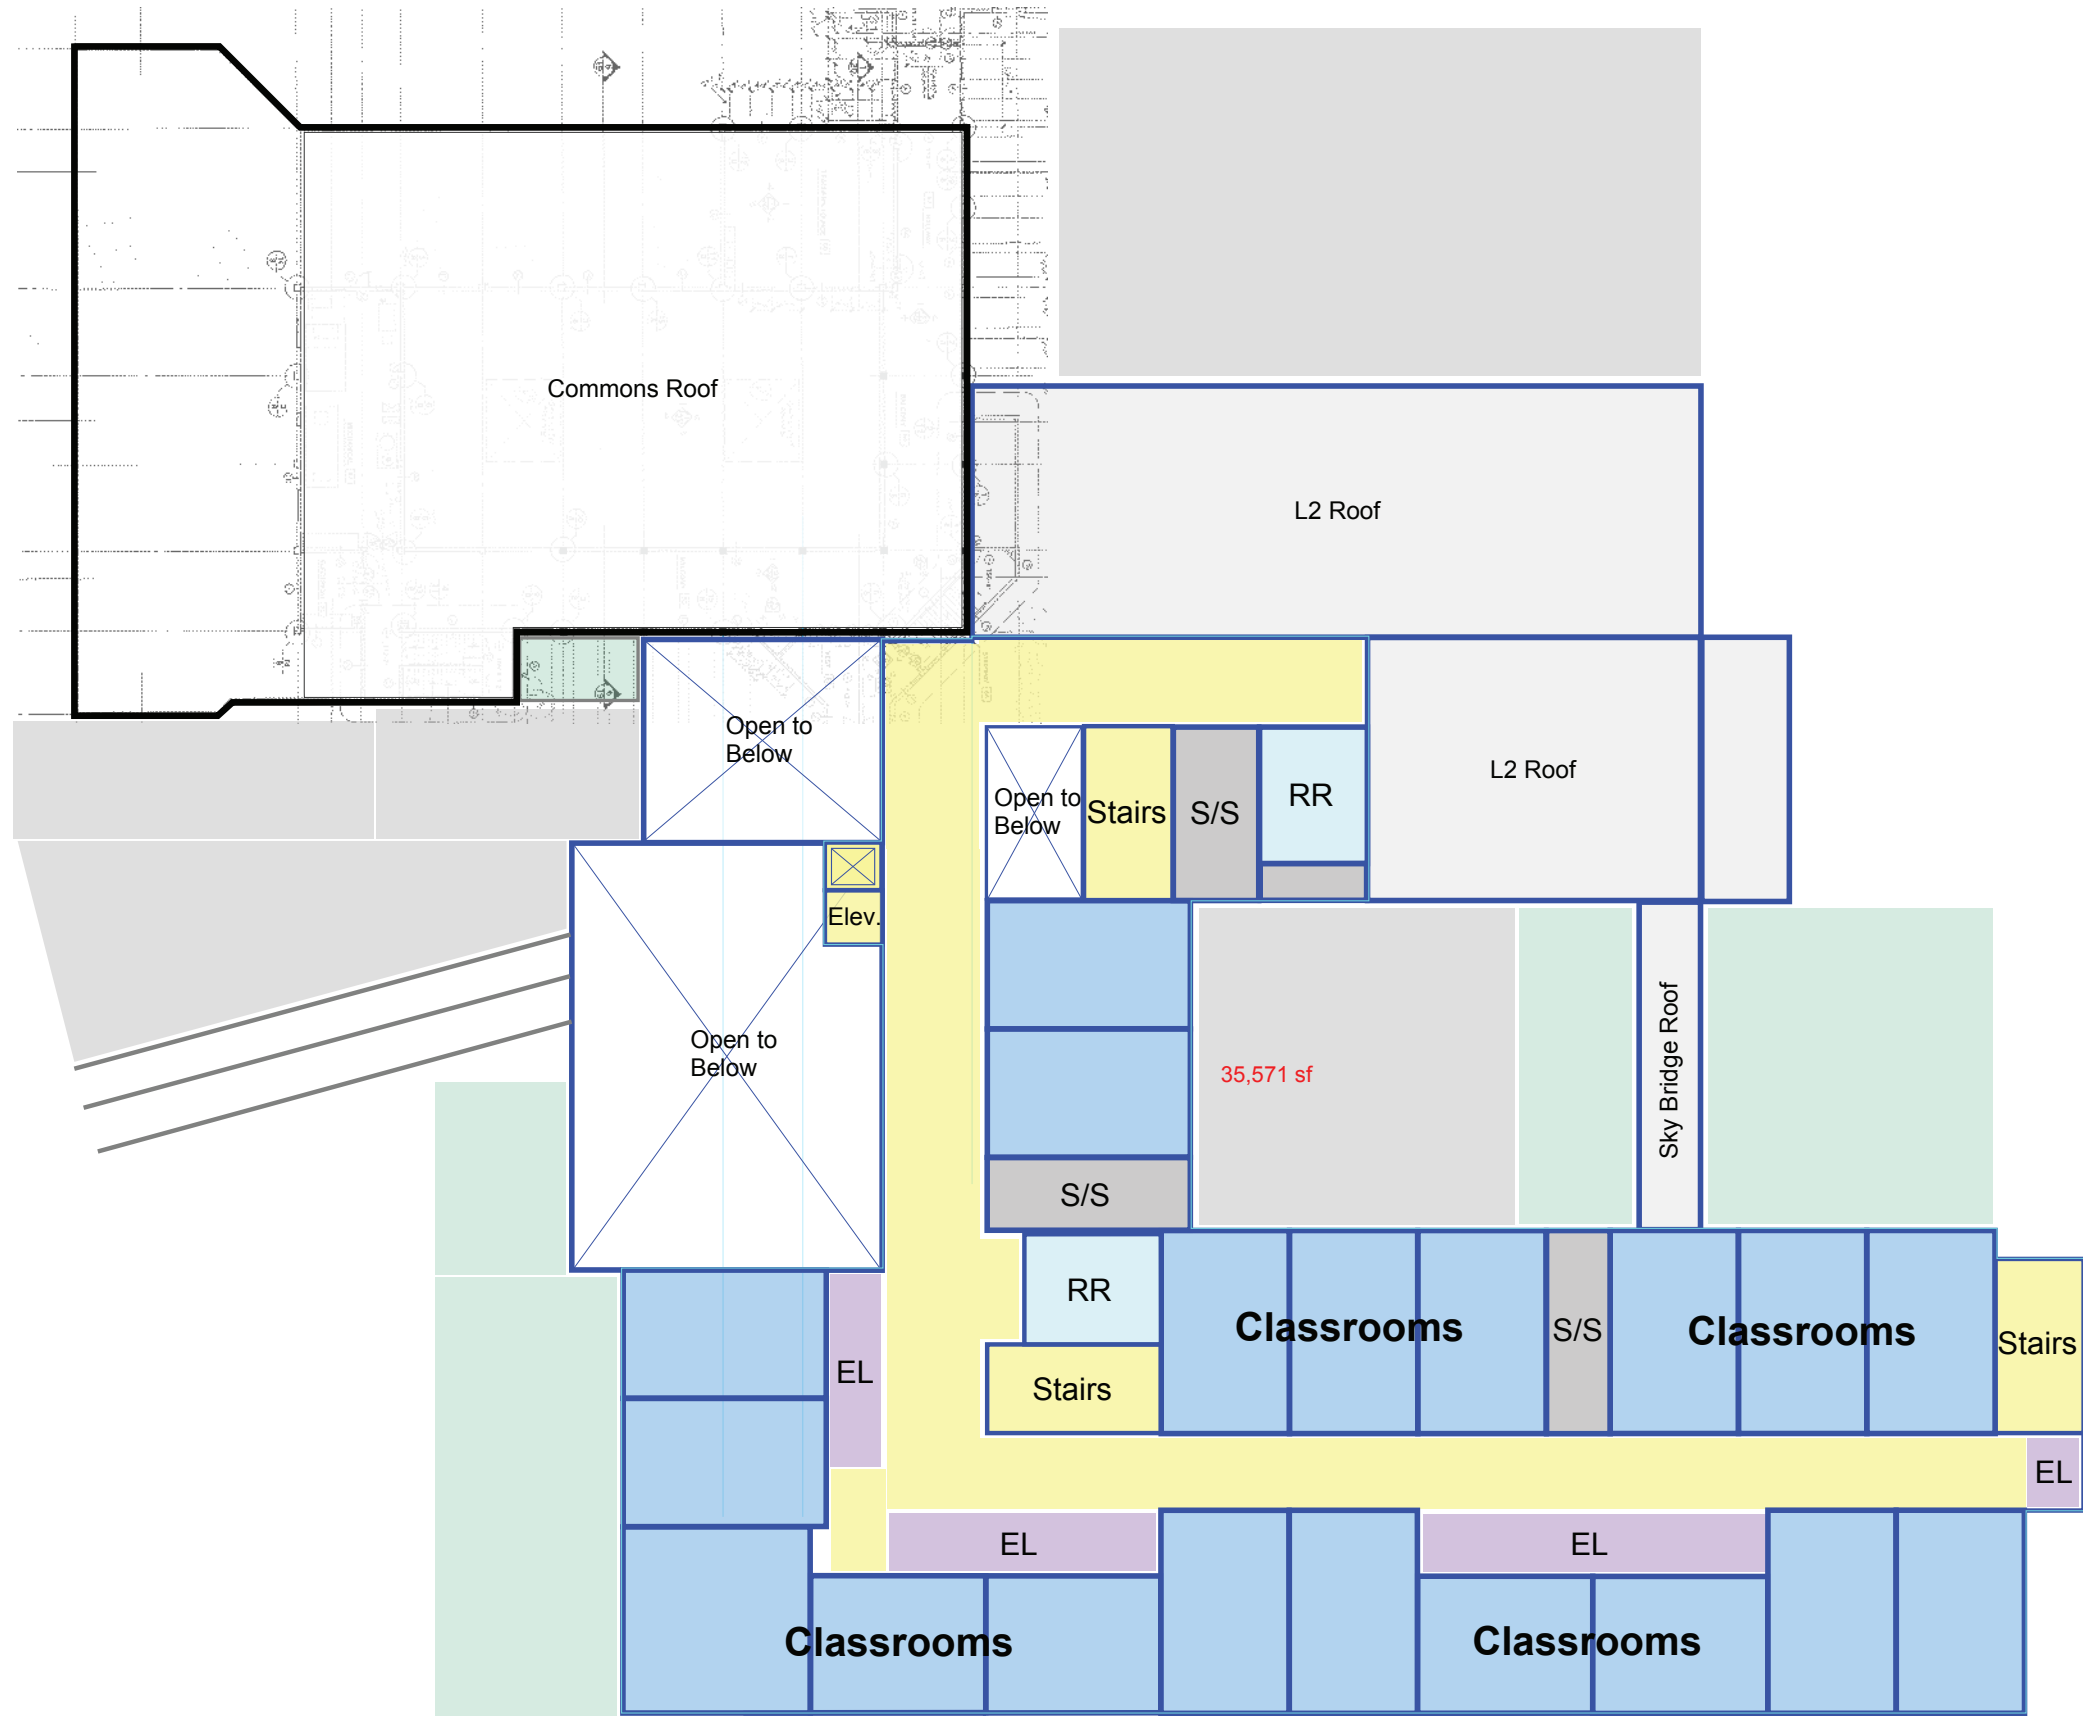 Commons Roof
L2 Roof
Open to
Below
L2 Roof
Open to
Below
Stairs
S/S
RR
Elev.
Open to
Below
35,571 sf
Sky Bridge Roof
S/S
RR
Classrooms
S/S
Classrooms
Stairs
EL
Stairs
EL
EL
EL
Classrooms
Classrooms